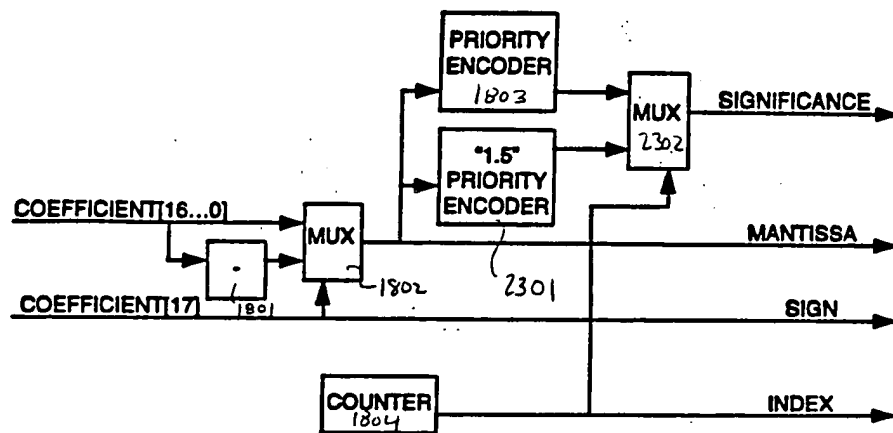 PRIORITY
ENCODER
1803
MUX
2302
SIGNIFICANCE
"1.5"
PRIORITY
ENCODER
2301
COEFFICIENT[16...0]
MUX
1802
MANTISSA
-
1801
COEFFICIENT[17]
SIGN
COUNTER
1804
INDEX